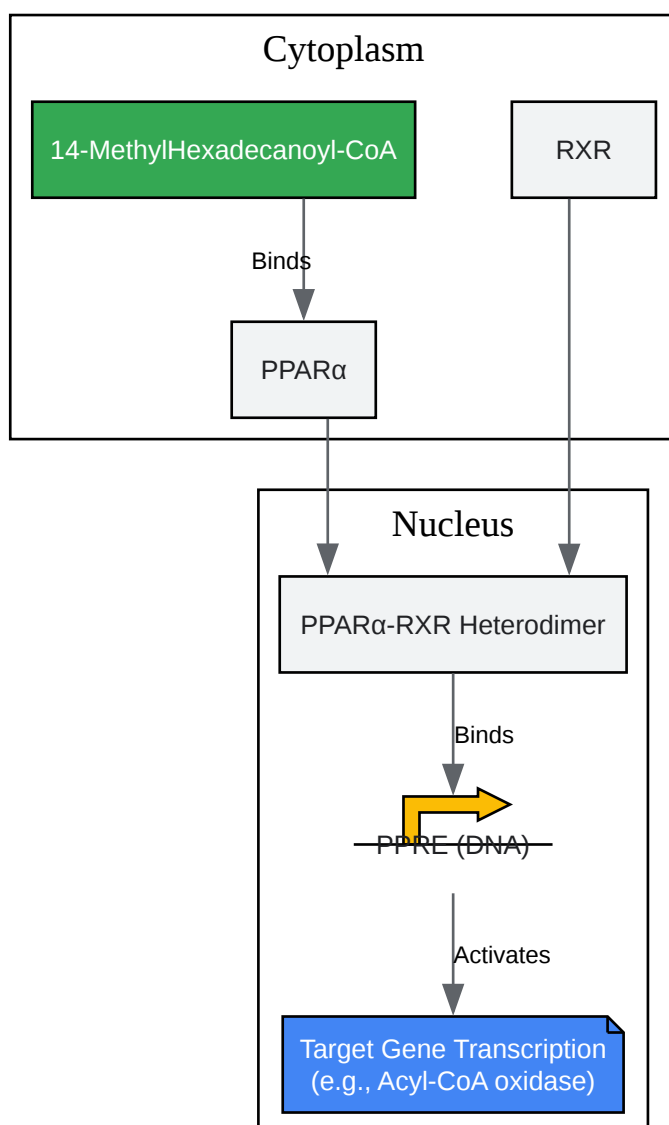 Cytoplasm
14-MethylHexadecanoyl-CoA
RXR
Binds
PPARα
Nucleus
PPARα-RXR Heterodimer
Binds
PPRE (DNA)
Activates
Target Gene Transcription
(e.g., Acyl-CoA oxidase)